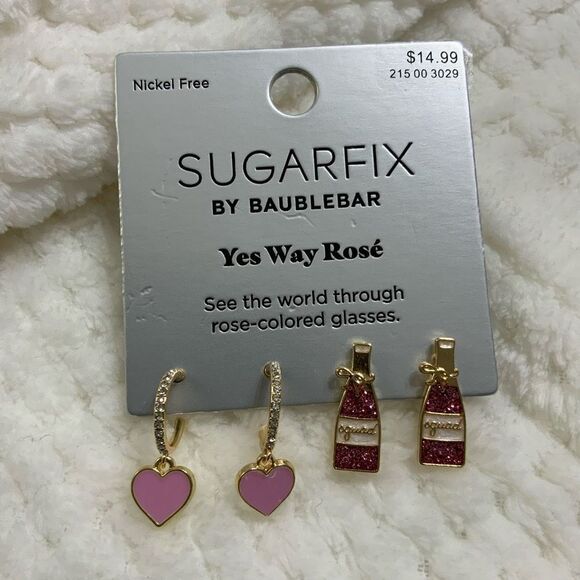 Nickel Free
$14.99
215 00 3029
SUGARFIX
BY BAUBLEBAR
Yes Way Rosé
See the world through
rose-colored glasses.
squad
squad